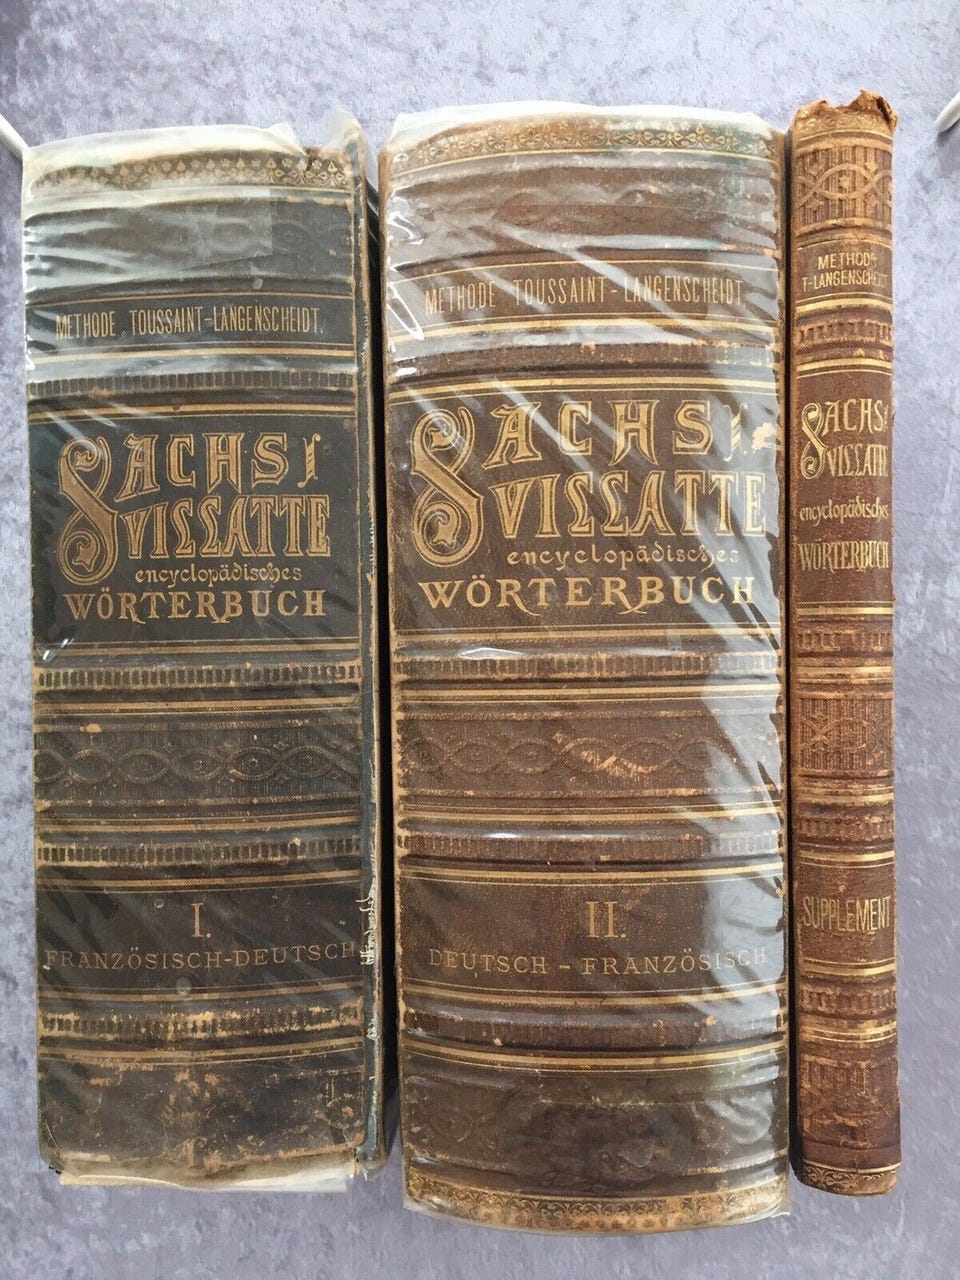 METHODE TOUSSAINT-LANGENSCHEIDT.
SACHS
VILLATTE
encyclopädisches
WÖRTERBUCH
I.
FRANZÖSISCH-DEUTSCH
METHODE TOUSSAINT-LANGENSCHEIDT
SACHS
VILLATTE
encyclopädisches
WÖRTERBUCH
II.
DEUTSCH - FRANZÖSISCH
METHODE
T-LANGENSCHEIDT
SACHS
VILLATTE
encyclopädisches
WÖRTERBUCH
SUPPLEMENT